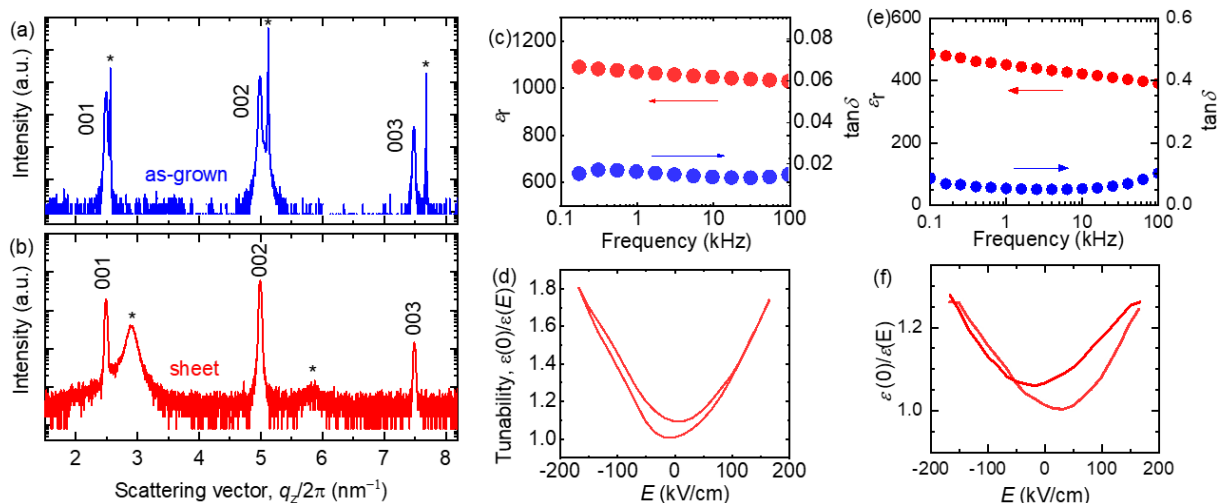 (a)
Intensity (a.u.)
001
*
002
*
003
*
as-grown
(b)
Intensity (a.u.)
001
*
002
*
003
sheet
2 3 4 5 6 7 8
Scattering vector, q_z/2π (nm⁻¹)
(c)
1200
1000
800
600
εr
0.08
0.06
0.04
0.02
0.00
tanδ
0.1 1 10 100
Frequency (kHz)
(d)
Tunability, ε(0)/ε(E)
1.8
1.6
1.4
1.2
1.0
-200 -100 0 100 200
E (kV/cm)
(e)
600
400
200
0
εr
0.6
0.4
0.2
0.0
tanδ
0.1 1 10 100
Frequency (kHz)
(f)
ε(0)/ε(E)
1.2
1.0
-200 -100 0 100 200
E (kV/cm)